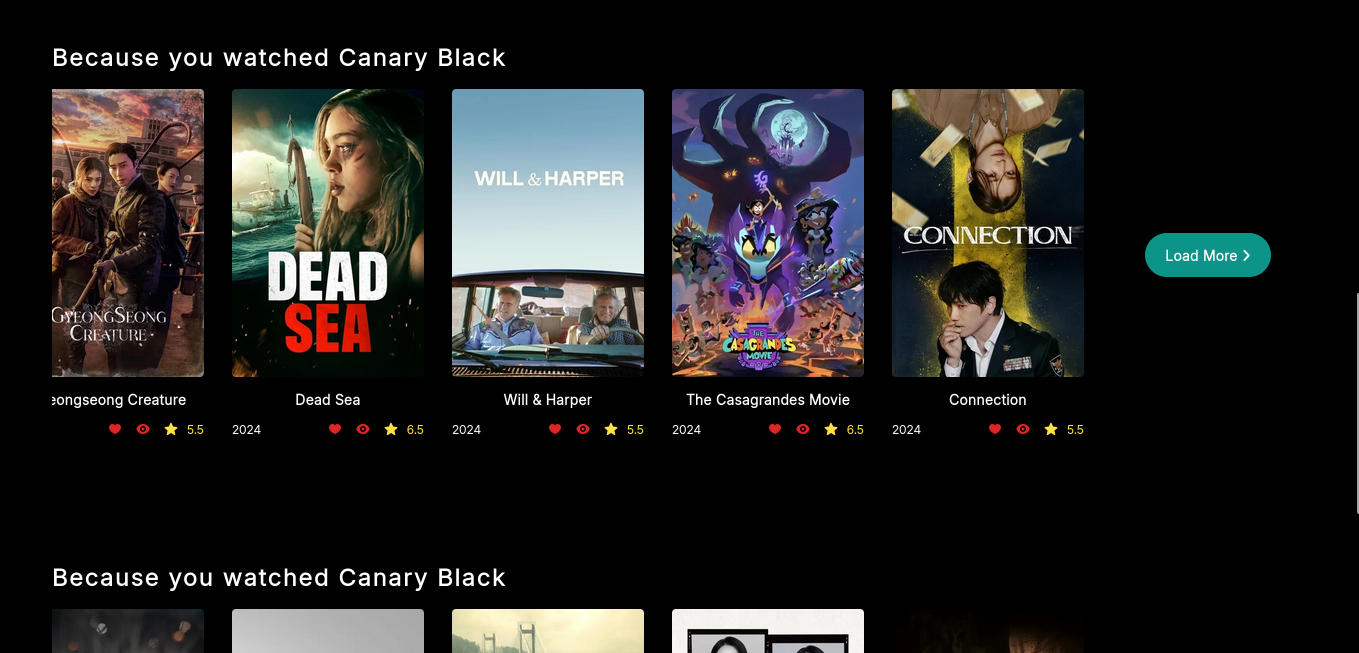 Because you watched Canary Black
GYEONGSEONG
CREATURE
DEAD
SEA
WILL & HARPER
THE
CASAGRANDES
MOVIE
CONNECTION
Load More
eongseong Creature
Dead Sea
Will & Harper
The Casagrandes Movie
Connection
5.5
2024 6.5
2024 5.5
2024 6.5
2024 5.5
Because you watched Canary Black